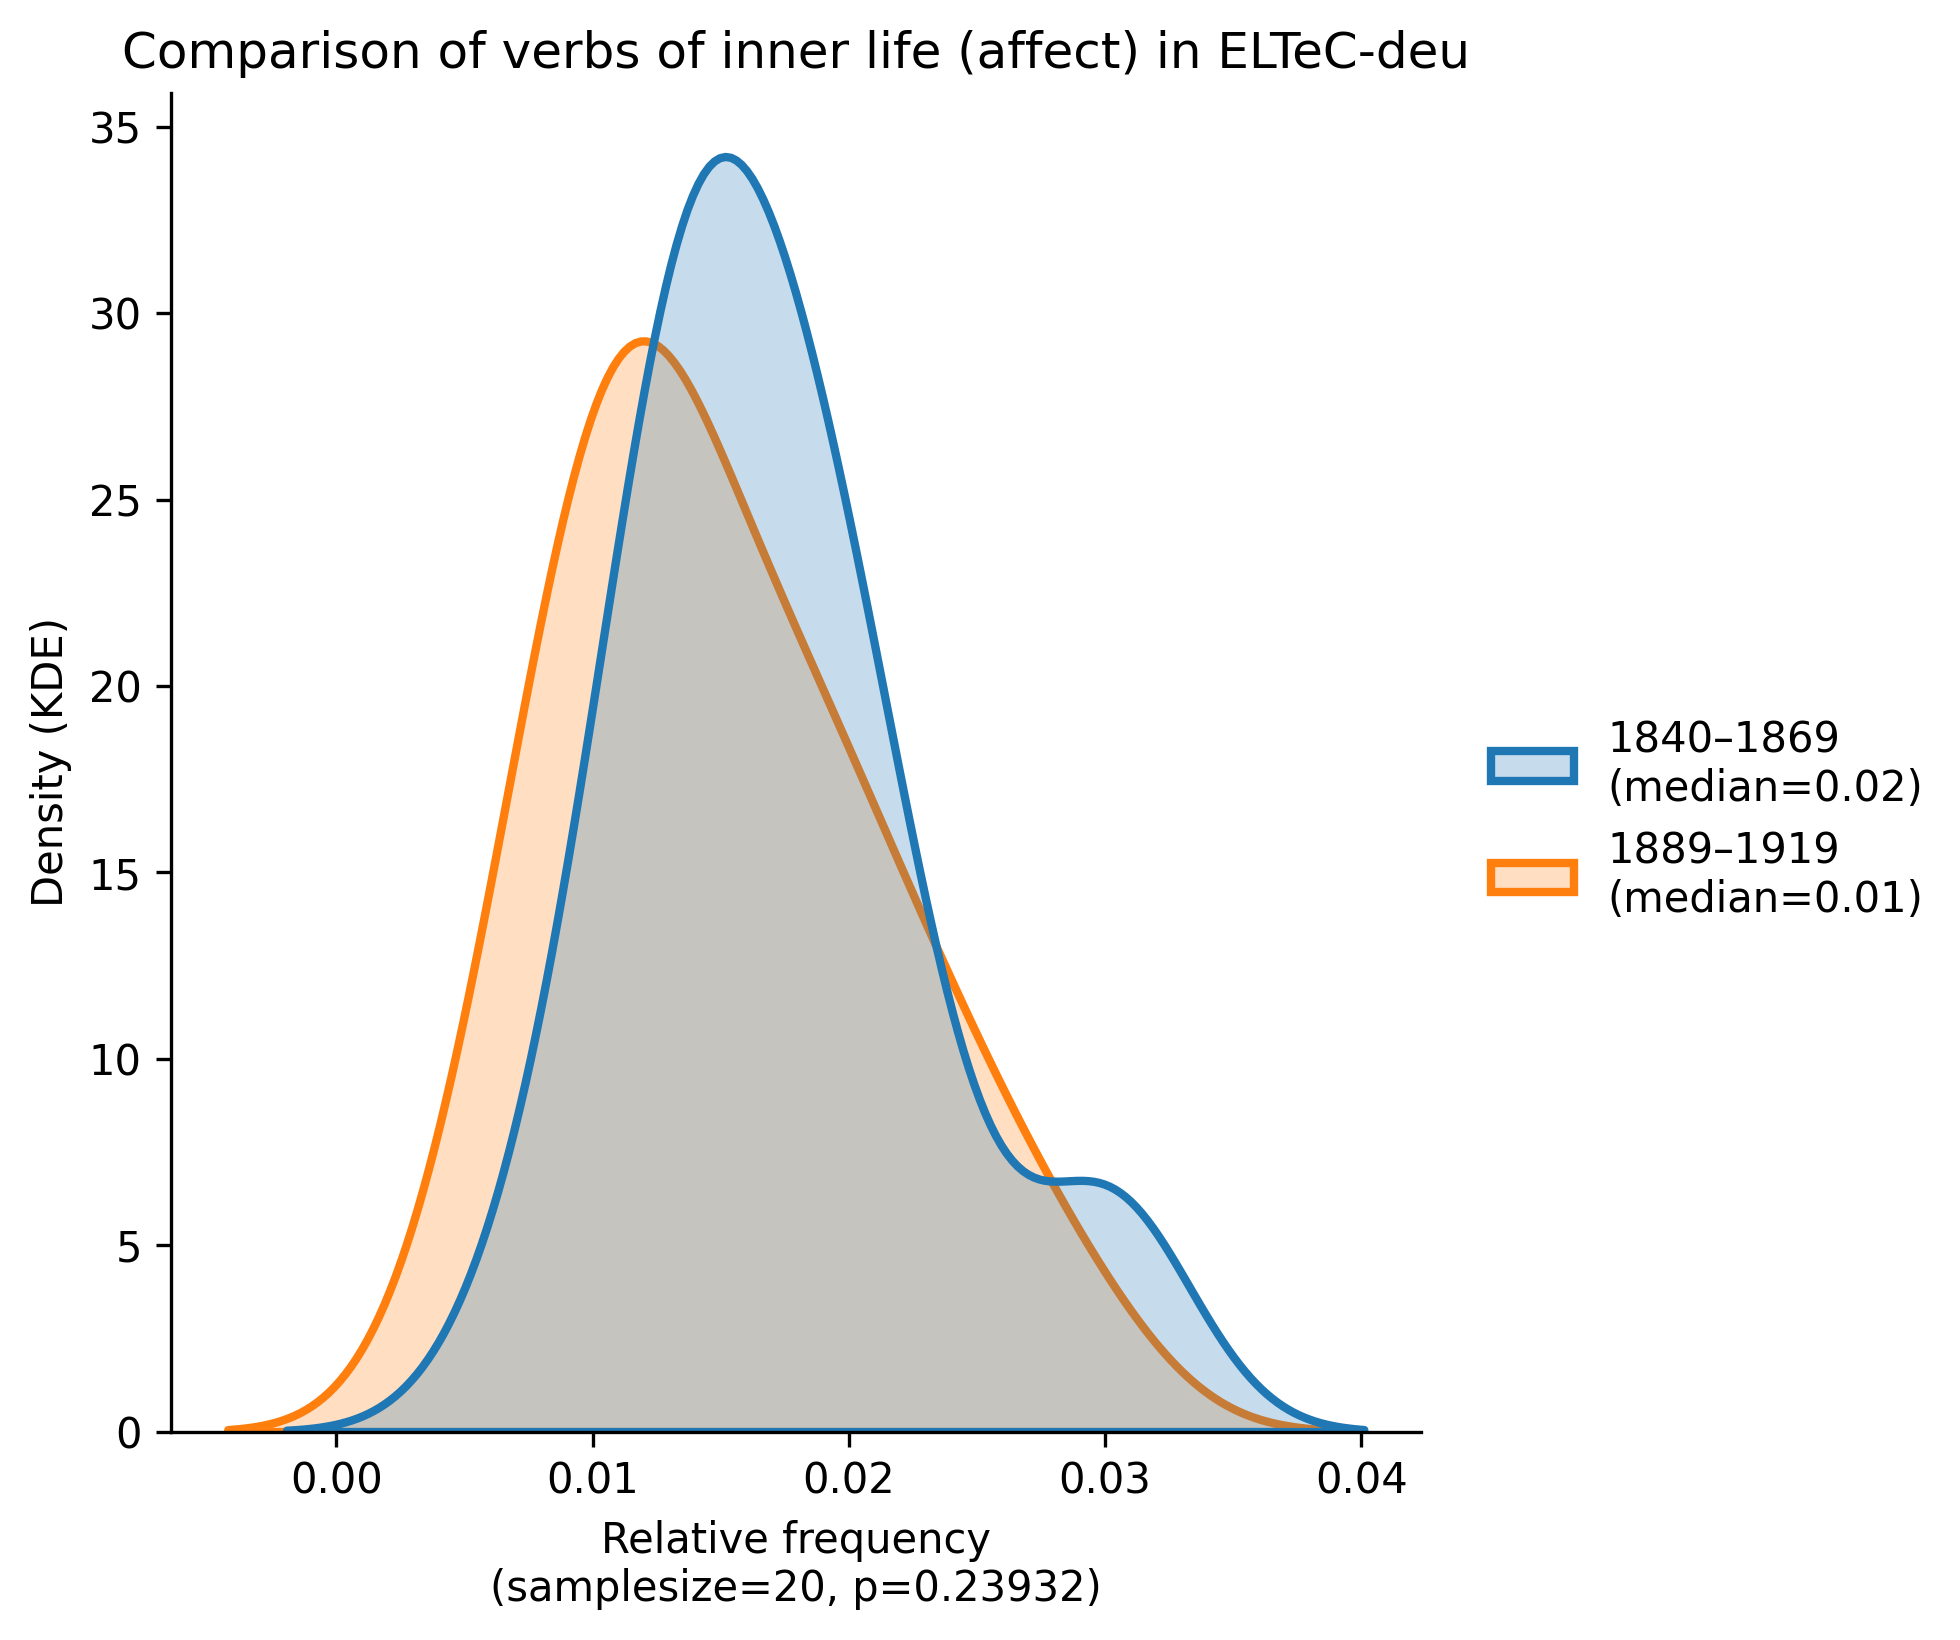 Comparison of verbs of inner life (affect) in ELTeC-deu
35
30
25
20
15
10
5
0
Density (KDE)
0.00 0.01 0.02 0.03 0.04
Relative frequency
(samplesize=20, p=0.23932)
1840–1869
(median=0.02)
1889–1919
(median=0.01)